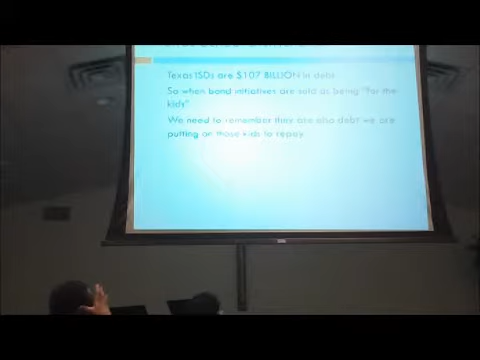 Texas ISDs are $107 BILLION in debt
So when bond initiatives are sold as being "for the
kids"
We need to remember they are also debt we are
putting on those kids to repay